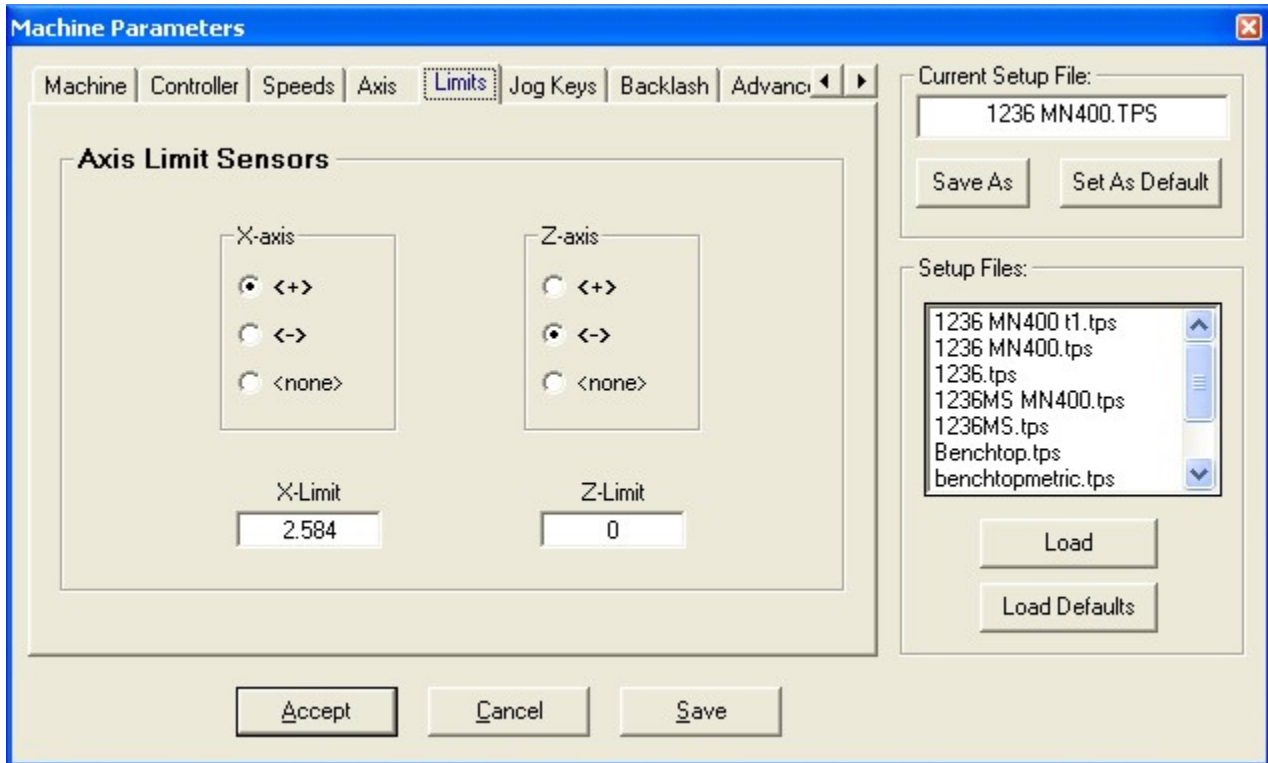 Machine Parameters
Machine Controller Speeds Axis Limits Jog Keys Backlash
Axis Limit Sensors
X-axis
<+>
<->
<none>
Z-axis
<+>
<->
<none>
X-Limit
2.584
Z-Limit
0
Accept
Cancel
Save
Current Setup File:
1236 MN400.TPS
Save As
Set As Default
Setup Files:
1236 MN400 t1.tps
1236 MN400.tps
1236.tps
1236MS MN400.tps
1236MS.tps
Benchtop.tps
benchtopmetric.tps
Load
Load Defaults